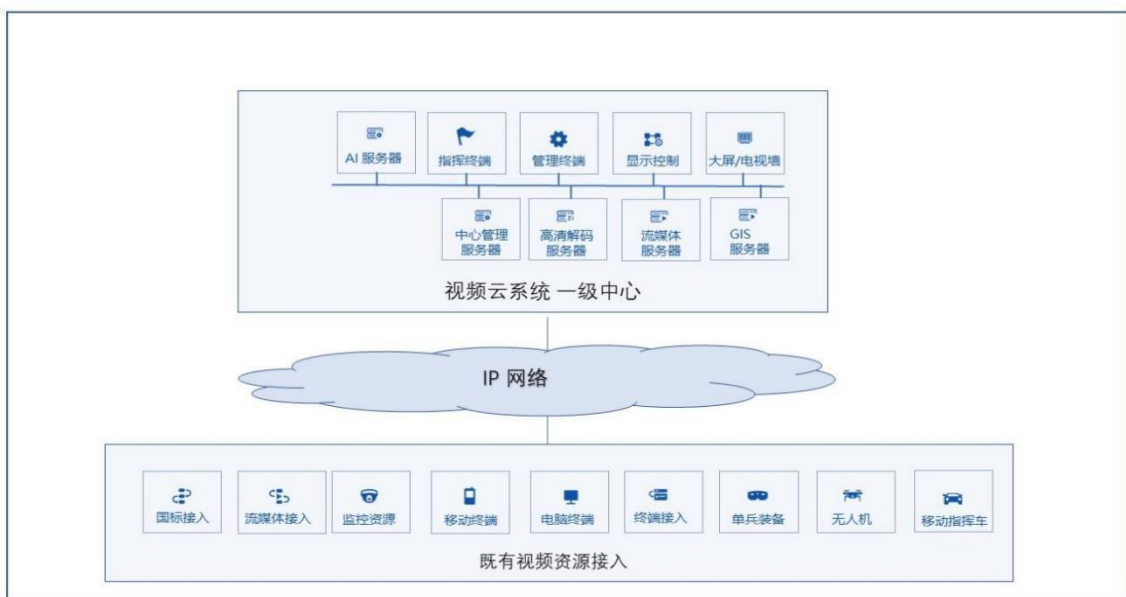 AI 服务器
指挥终端
管理终端
显示控制
大屏/电视墙
中心管理
服务器
高清解码
服务器
流媒体
服务器
GIS
服务器
视频云系统 一级中心
IP 网络
国标接入
流媒体接入
监控资源
移动终端
电脑终端
终端接入
单兵装备
无人机
移动指挥车
既有视频资源接入